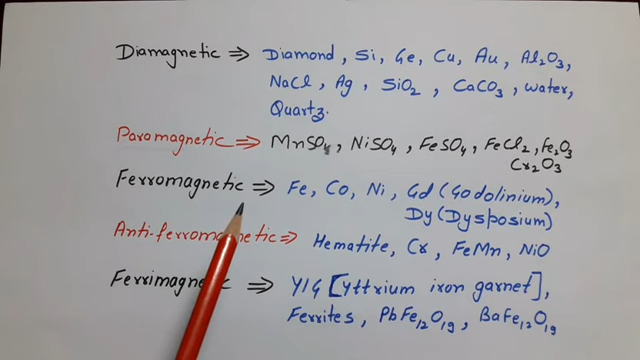 Diamagnetic ⇒ Diamond, Si, Ge, Cu, Au, Al₂O₃,
NaCl, Ag, SiO₂, CaCO₃, water,
Quartz.
Paramagnetic ⇒ MnSO₄, NiSO₄, FeSO₄, FeCl₂, Fe₂O₃
Cr₂O₃
Ferromagnetic ⇒ Fe, Co, Ni, Gd (Godolinium),
Dy (Dysposium)
Anti-ferromagnetic ⇒ Hematite, Cr, FeMn, NiO
Ferrimagnetic ⇒ YIG [Yttrium iron garnet],
Ferrites, PbFe₁₂O₁₉, BaFe₁₂O₁₉